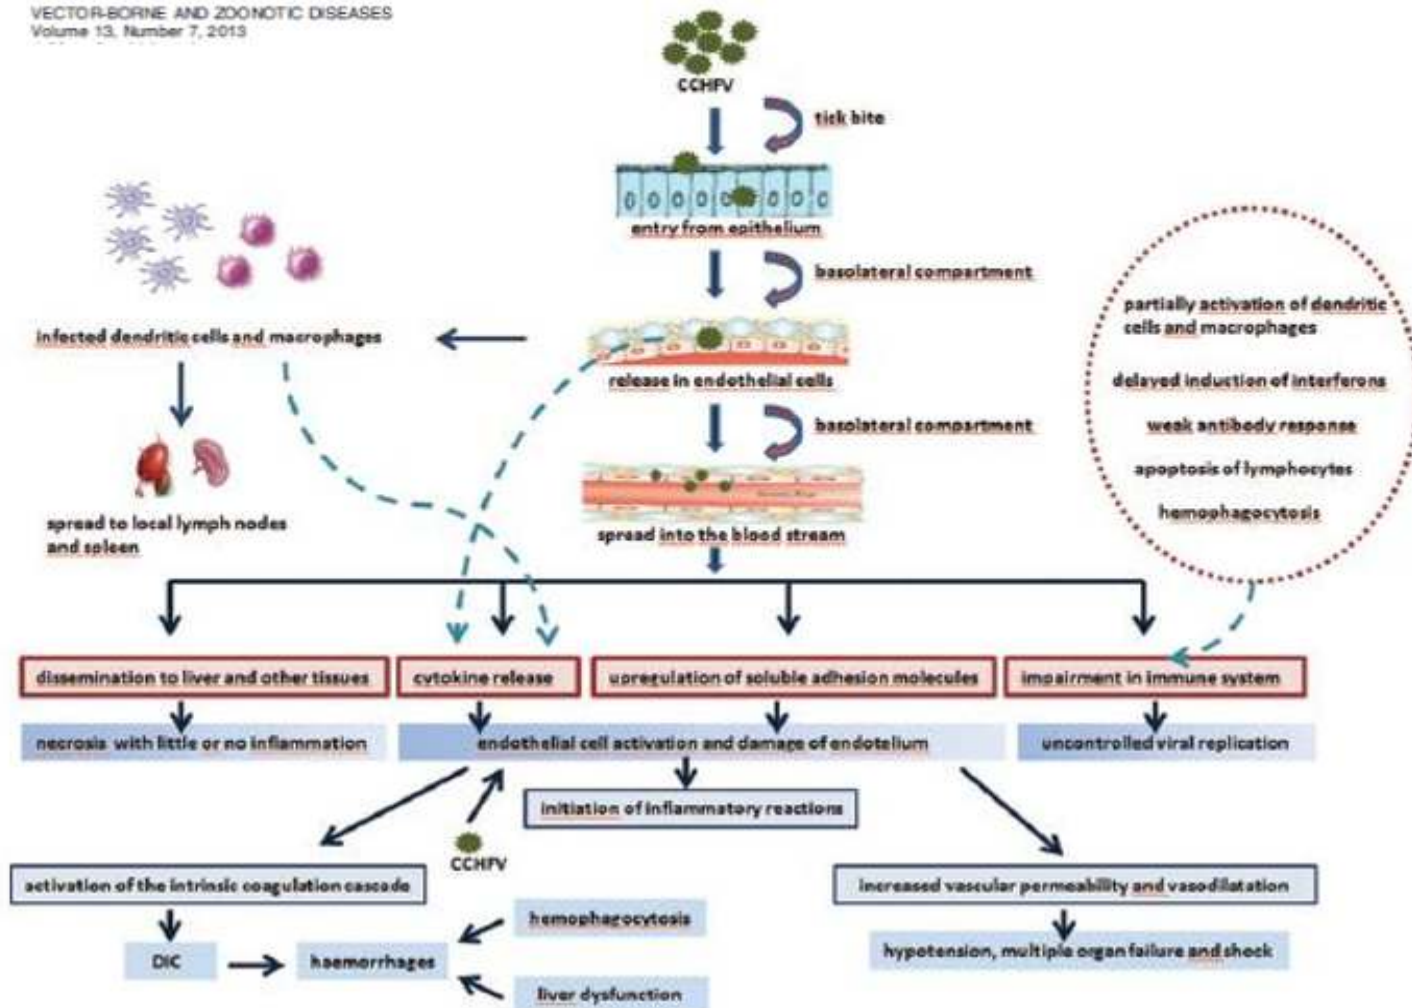 VECTOR-BORNE AND ZOONOTIC DISEASES
Volume 13, Number 7, 2013
CCHFV
tick bite
entry from epithelium
basolateral compartment
infected dendritic cells and macrophages
release in endothelial cells
basolateral compartment
spread to local lymph nodes
and spleen
spread into the blood stream
partially activation of dendritic
cells and macrophages
delayed induction of interferons
weak antibody response
apoptosis of lymphocytes
hemophagocytosis
dissemination to liver and other tissues
cytokine release
upregulation of soluble adhesion molecules
impairment in immune system
necrosis with little or no inflammation
endothelial cell activation and damage of endotelium
uncontrolled viral replication
initiation of inflammatory reactions
CCHFV
activation of the intrinsic coagulation cascade
increased vascular permeability and vasodilatation
hemophagocytosis
DIC
haemorrhages
hypotension, multiple organ failure and shock
liver dysfunction